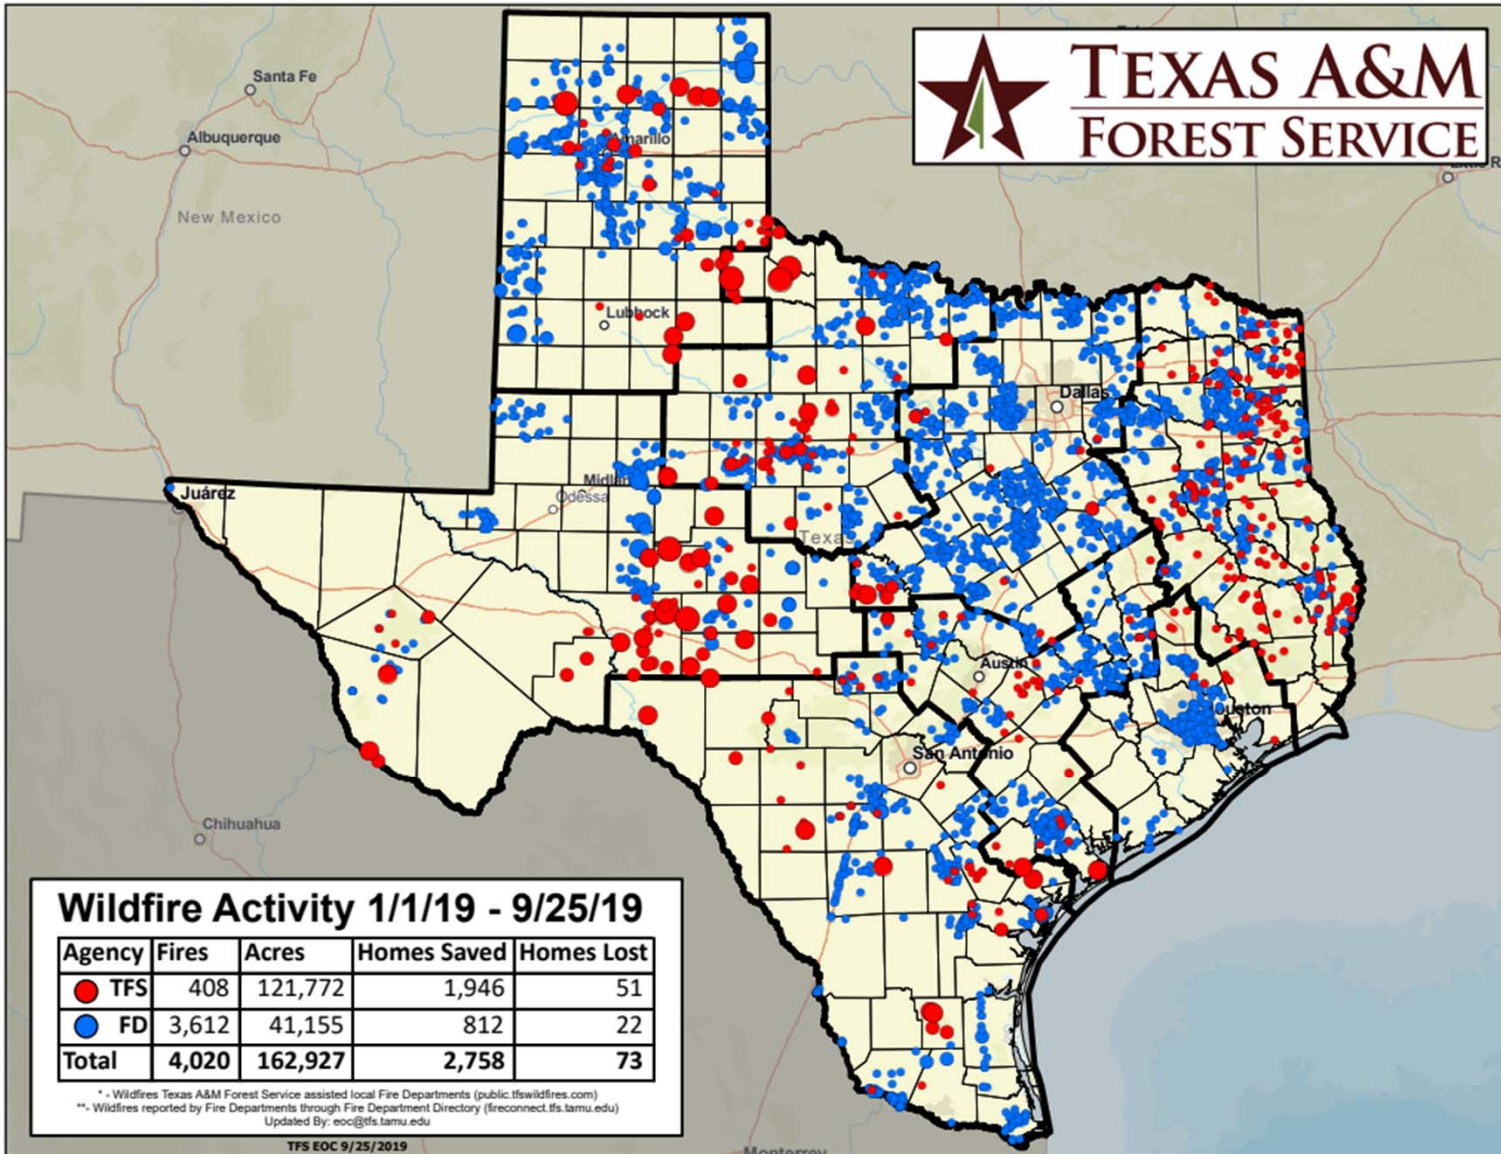 TEXAS A&M
FOREST SERVICE
Santa Fe
Albuquerque
New Mexico
Lubbock
Dallas
Juárez
Odessa
Texas
Austin
San Antonio
Chihuahua
Wildfire Activity 1/1/19 - 9/25/19
Agency Fires Acres Homes Saved Homes Lost
TFS 408 121,772 1,946 51
FD 3,612 41,155 812 22
Total 4,020 162,927 2,758 73
* - Wildfires Texas A&M Forest Service assisted local Fire Departments (public.tfswildfires.com)
**- Wildfires reported by Fire Departments through Fire Department Directory (fireconnect.tfs.tamu.edu)
Updated By: eoc@tfs.tamu.edu
TFS EOC 9/25/2019
Monterrey